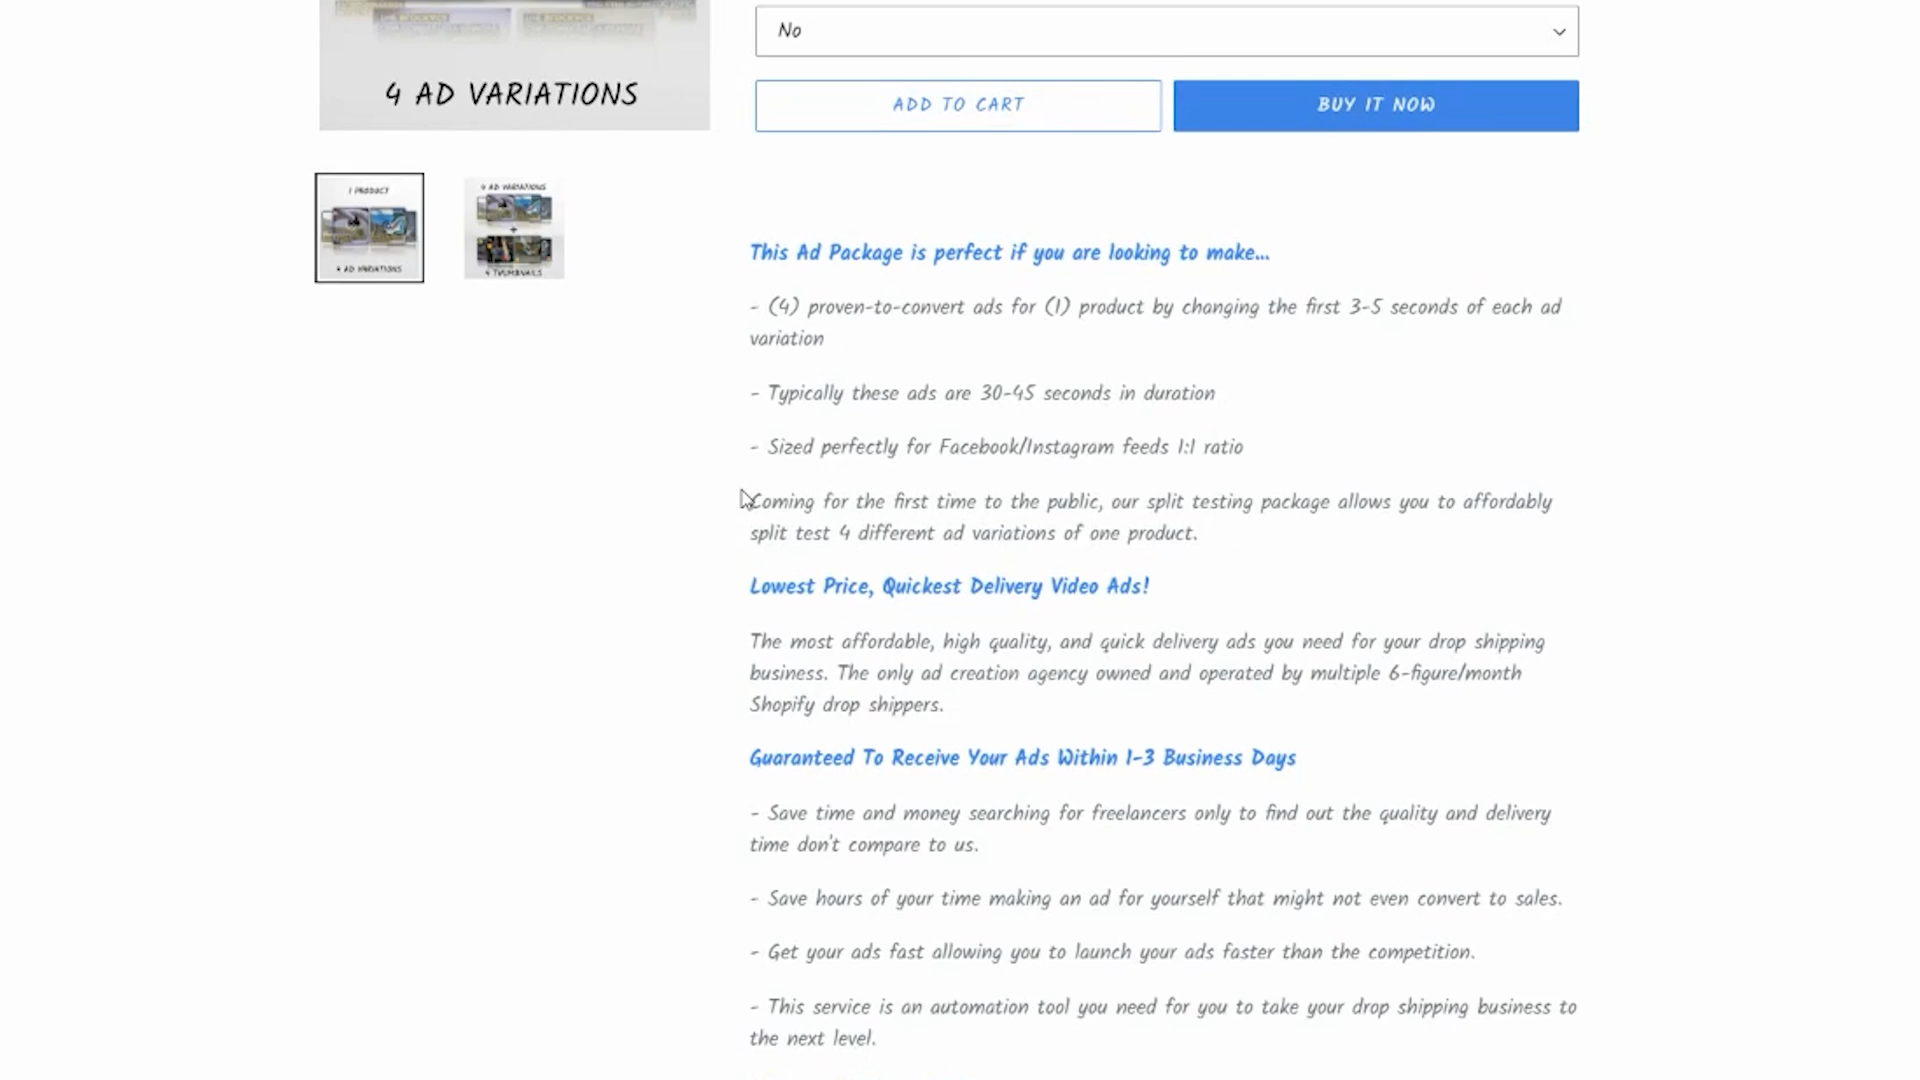 No
4 AD VARIATIONS
ADD TO CART
BUY IT NOW
1 PRODUCT
4 AD VARIATIONS
4 AD VARIATIONS
+
4 THUMBNAILS
This Ad Package is perfect if you are looking to make...
- (4) proven-to-convert ads for (1) product by changing the first 3-5 seconds of each ad
variation
- Typically these ads are 30-45 seconds in duration
- Sized perfectly for Facebook/Instagram feeds 1:1 ratio
Coming for the first time to the public, our split testing package allows you to affordably
split test 4 different ad variations of one product.
Lowest Price, Quickest Delivery Video Ads!
The most affordable, high quality, and quick delivery ads you need for your drop shipping
business. The only ad creation agency owned and operated by multiple 6-figure/month
Shopify drop shippers.
Guaranteed To Receive Your Ads Within 1-3 Business Days
- Save time and money searching for freelancers only to find out the quality and delivery
time don't compare to us.
- Save hours of your time making an ad for yourself that might not even convert to sales.
- Get your ads fast allowing you to launch your ads faster than the competition.
- This service is an automation tool you need for you to take your drop shipping business to
the next level.